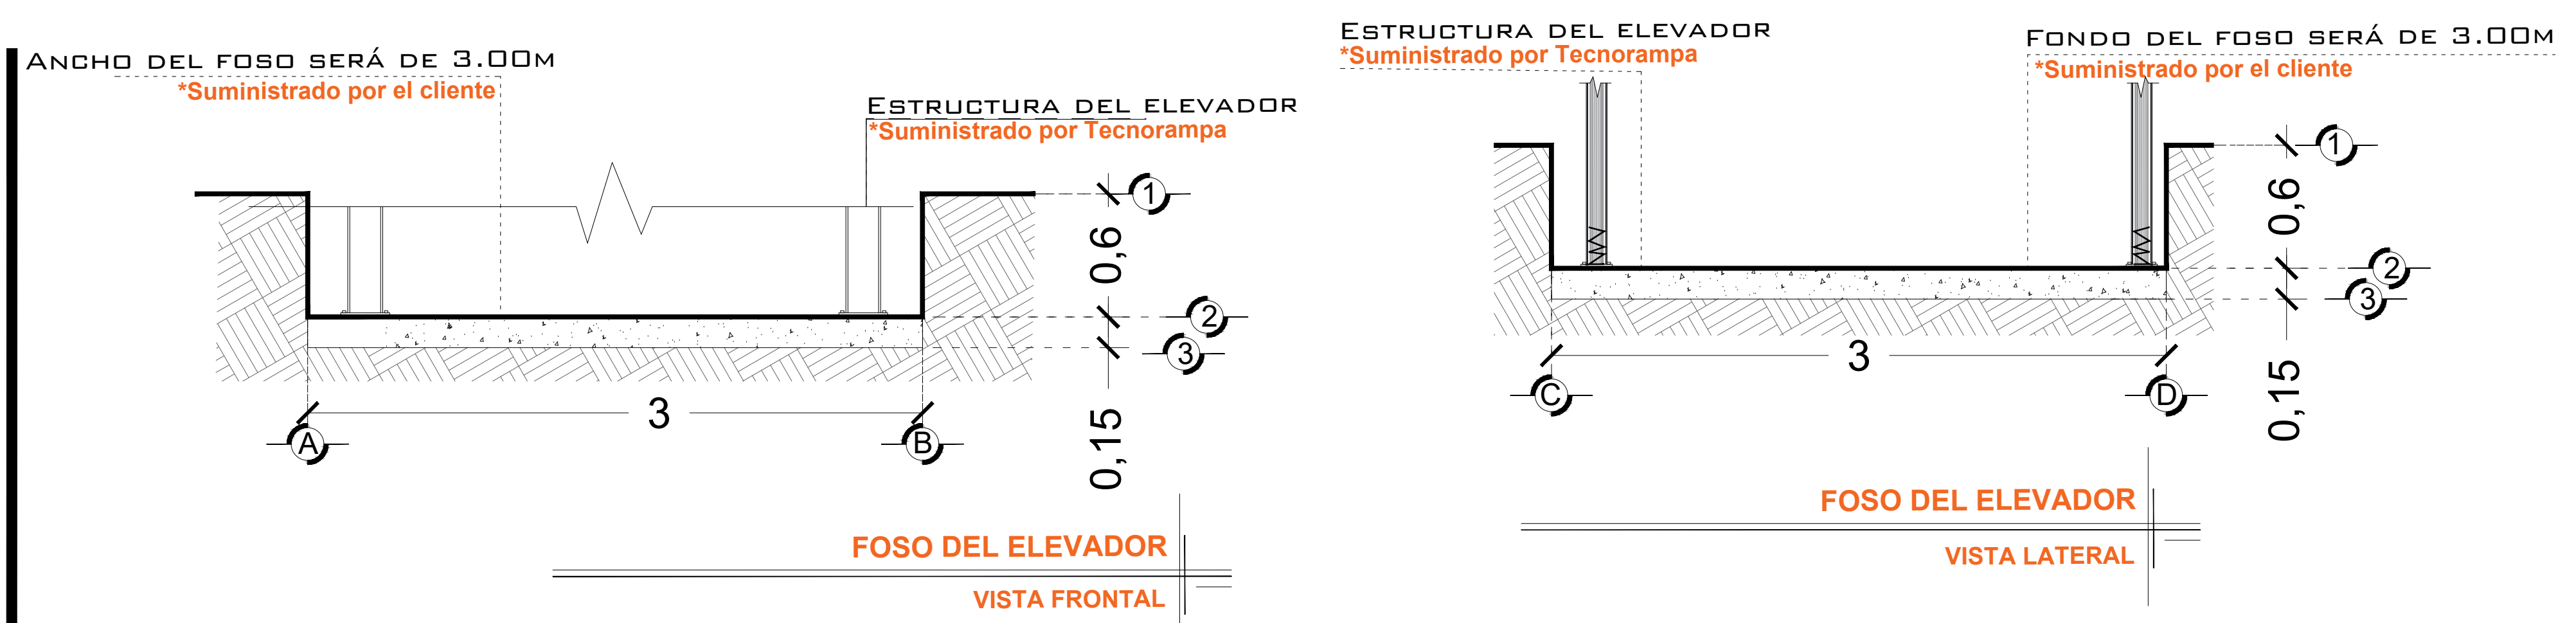 ANCHO DEL FOSO SERÁ DE 3.00M
*Suministrado por el cliente
ESTRUCTURA DEL ELEVADOR
*Suministrado por Tecnorampa
1
0,6
2
3
0,15
3
A
B
FOSO DEL ELEVADOR
VISTA FRONTAL
ESTRUCTURA DEL ELEVADOR
*Suministrado por Tecnorampa
FONDO DEL FOSO SERÁ DE 3.00M
*Suministrado por el cliente
1
0,6
2
3
0,15
3
C
D
FOSO DEL ELEVADOR
VISTA LATERAL